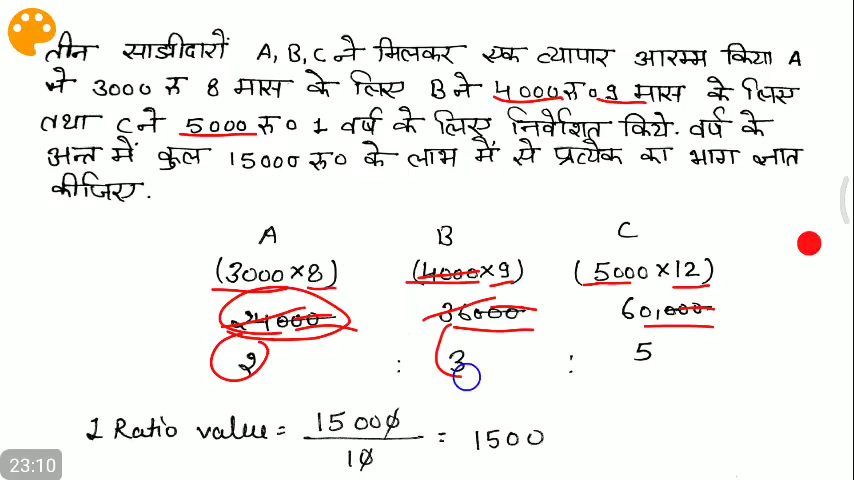 तीन साझीदारों A, B, C ने मिलकर एक व्यापार आरम्भ किया A
ने 3000 रु 8 मास के लिए B ने 4000 रु० 9 मास के लिए
तथा C ने 5000 रु० 1 वर्ष के लिए निवेशित किये. वर्ष के
अन्त में कुल 15000 रु० के लाभ में से प्रत्येक का भाग ज्ञात
कीजिए.
A B C
(3000×8) (4000×9) (5000×12)
24000 36000 60,000
2 : 3 : 5
1 Ratio value = 15000 / 10 = 1500
23:10